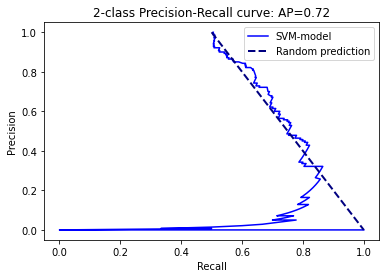 2-class Precision-Recall curve: AP=0.72
SVM-model
Random prediction
Precision
1.0
0.8
0.6
0.4
0.2
0.0
0.0 0.2 0.4 0.6 0.8 1.0
Recall